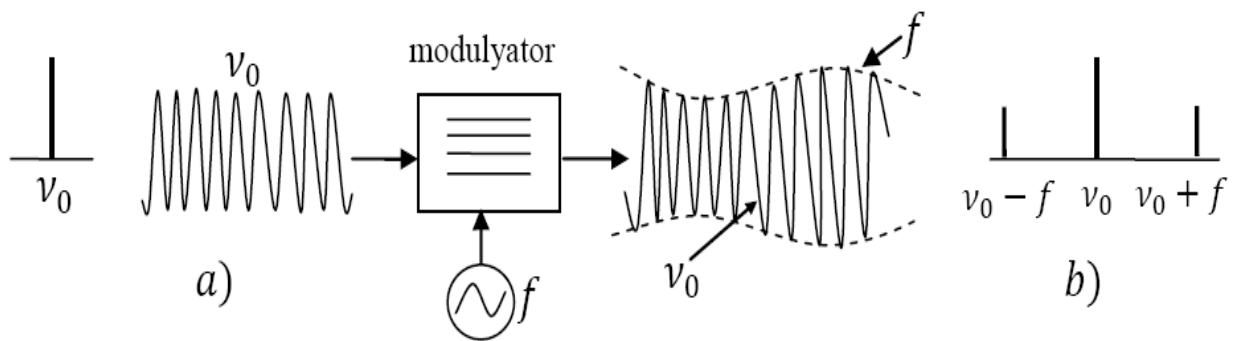 modulyator
f
ν₀
ν₀
ν₀ − f ν₀ ν₀ + f
ν₀
f
a)
b)